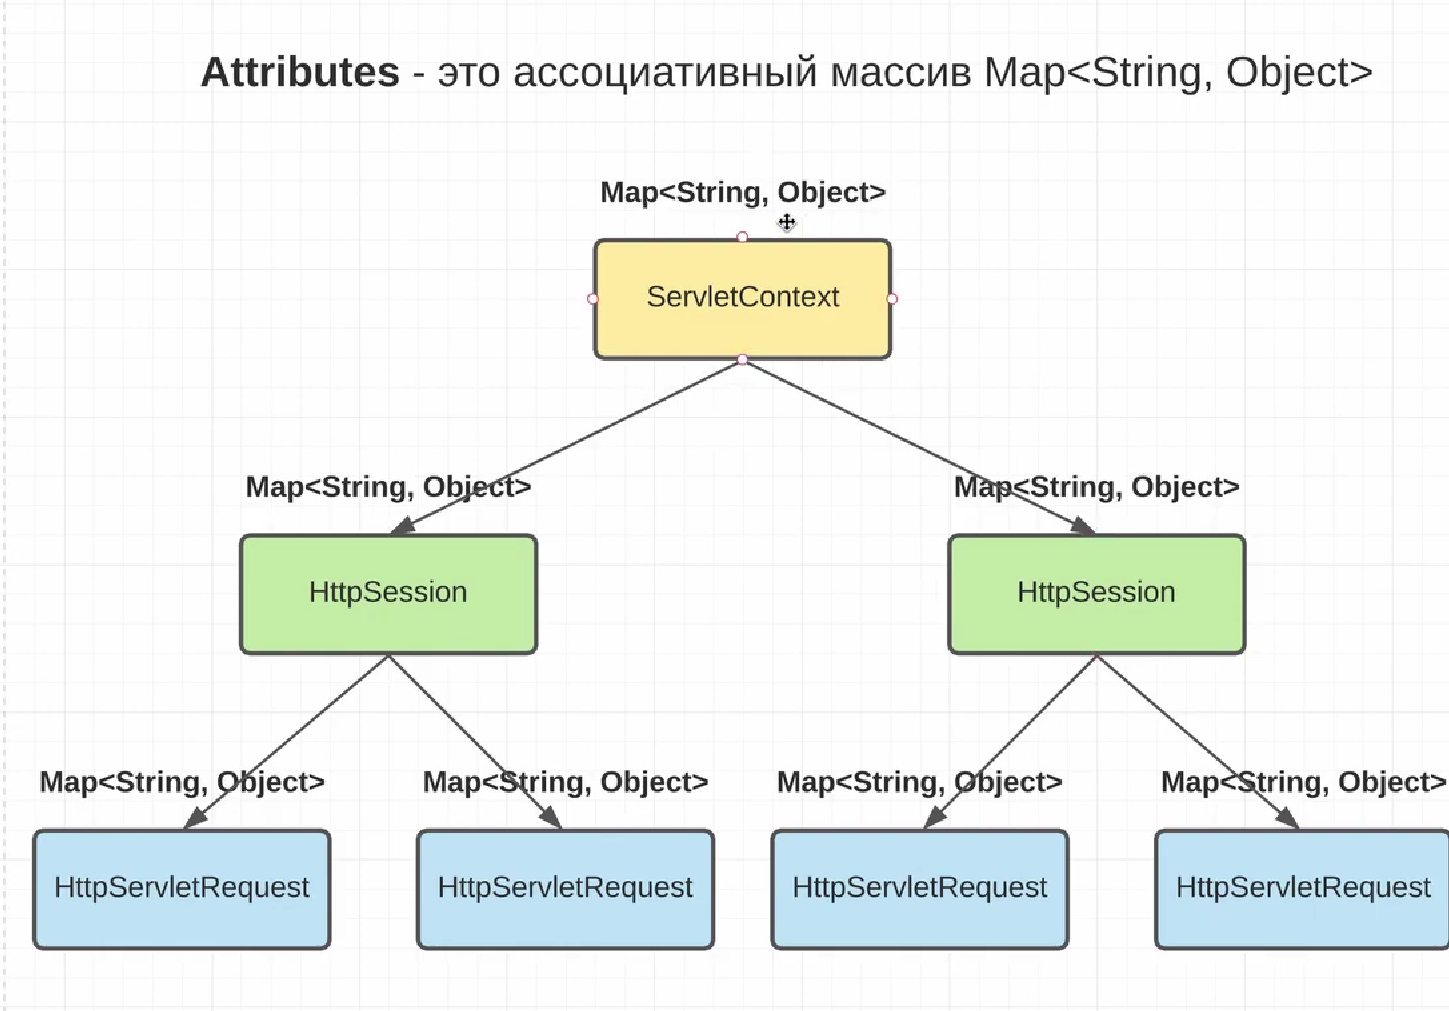 Attributes - это ассоциативный массив Map<String, Object>
Map<String, Object>
ServletContext
Map<String, Object>
Map<String, Object>
HttpSession
HttpSession
Map<String, Object>
Map<String, Object>
Map<String, Object>
Map<String, Object>
HttpServletRequest
HttpServletRequest
HttpServletRequest
HttpServletRequest